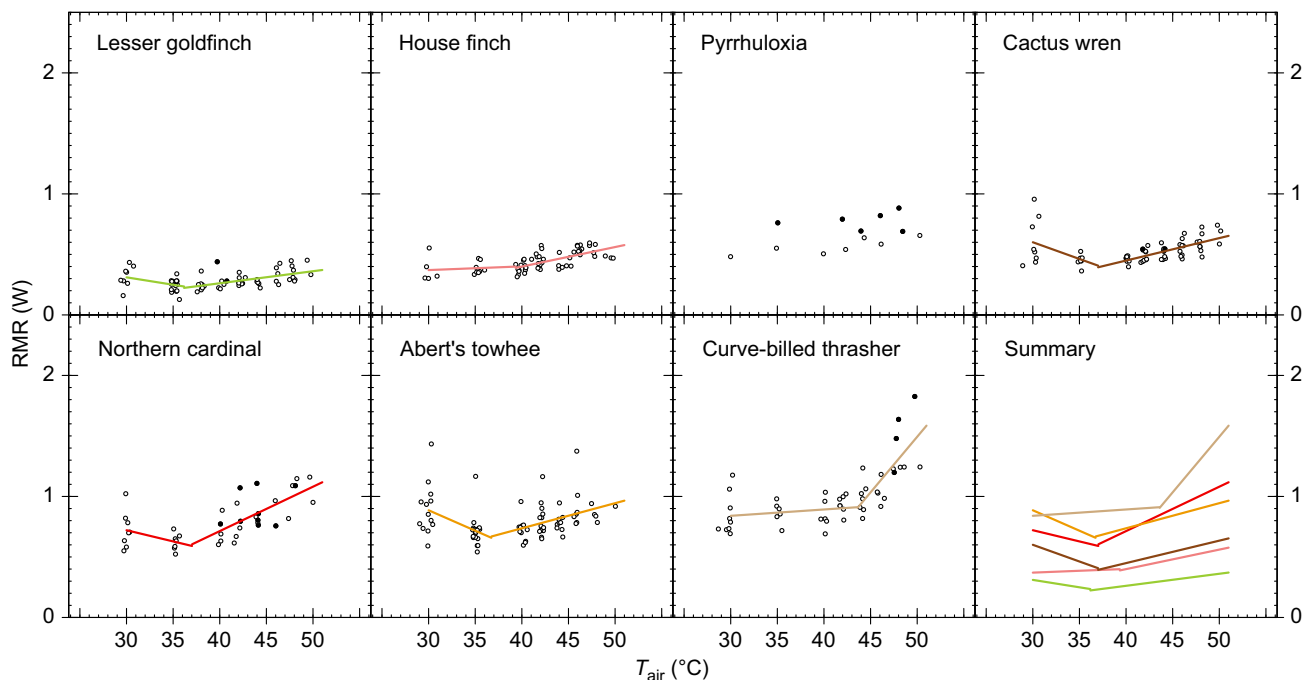 Lesser goldfinch
House finch
Pyrrhuloxia
Cactus wren
2
2
1
1
0
0
RMR (W)
Northern cardinal
Abert's towhee
Curve-billed thrasher
Summary
2
2
1
1
0
0
30 35 40 45 50 30 35 40 45 50 30 35 40 45 50 30 35 40 45 50
Tair (°C)